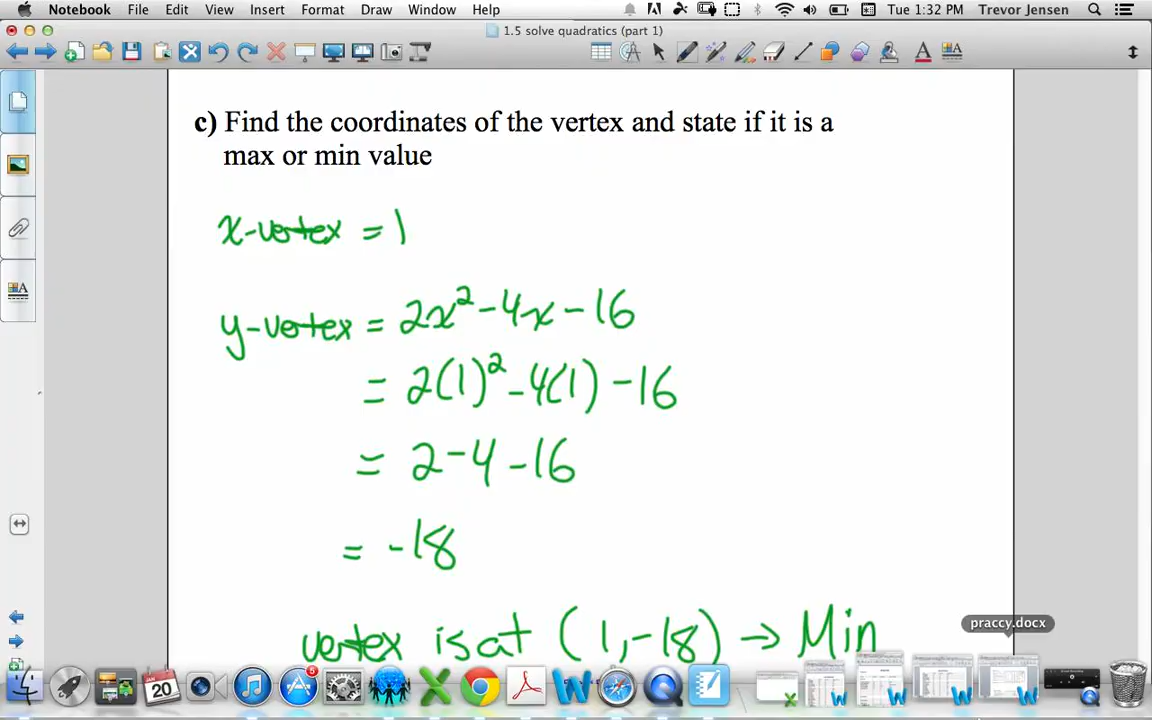 Notebook File Edit View Insert Format Draw Window Help Tue 1:32 PM Trevor Jensen
1.5 solve quadratics (part 1)
c) Find the coordinates of the vertex and state if it is a
max or min value
x-vertex = 1
y-vertex = 2x² - 4x - 16
= 2(1)² - 4(1) - 16
= 2 - 4 - 16
= -18
praccy.docx
vertex is at (1, -18) → Min
JAN
20
5